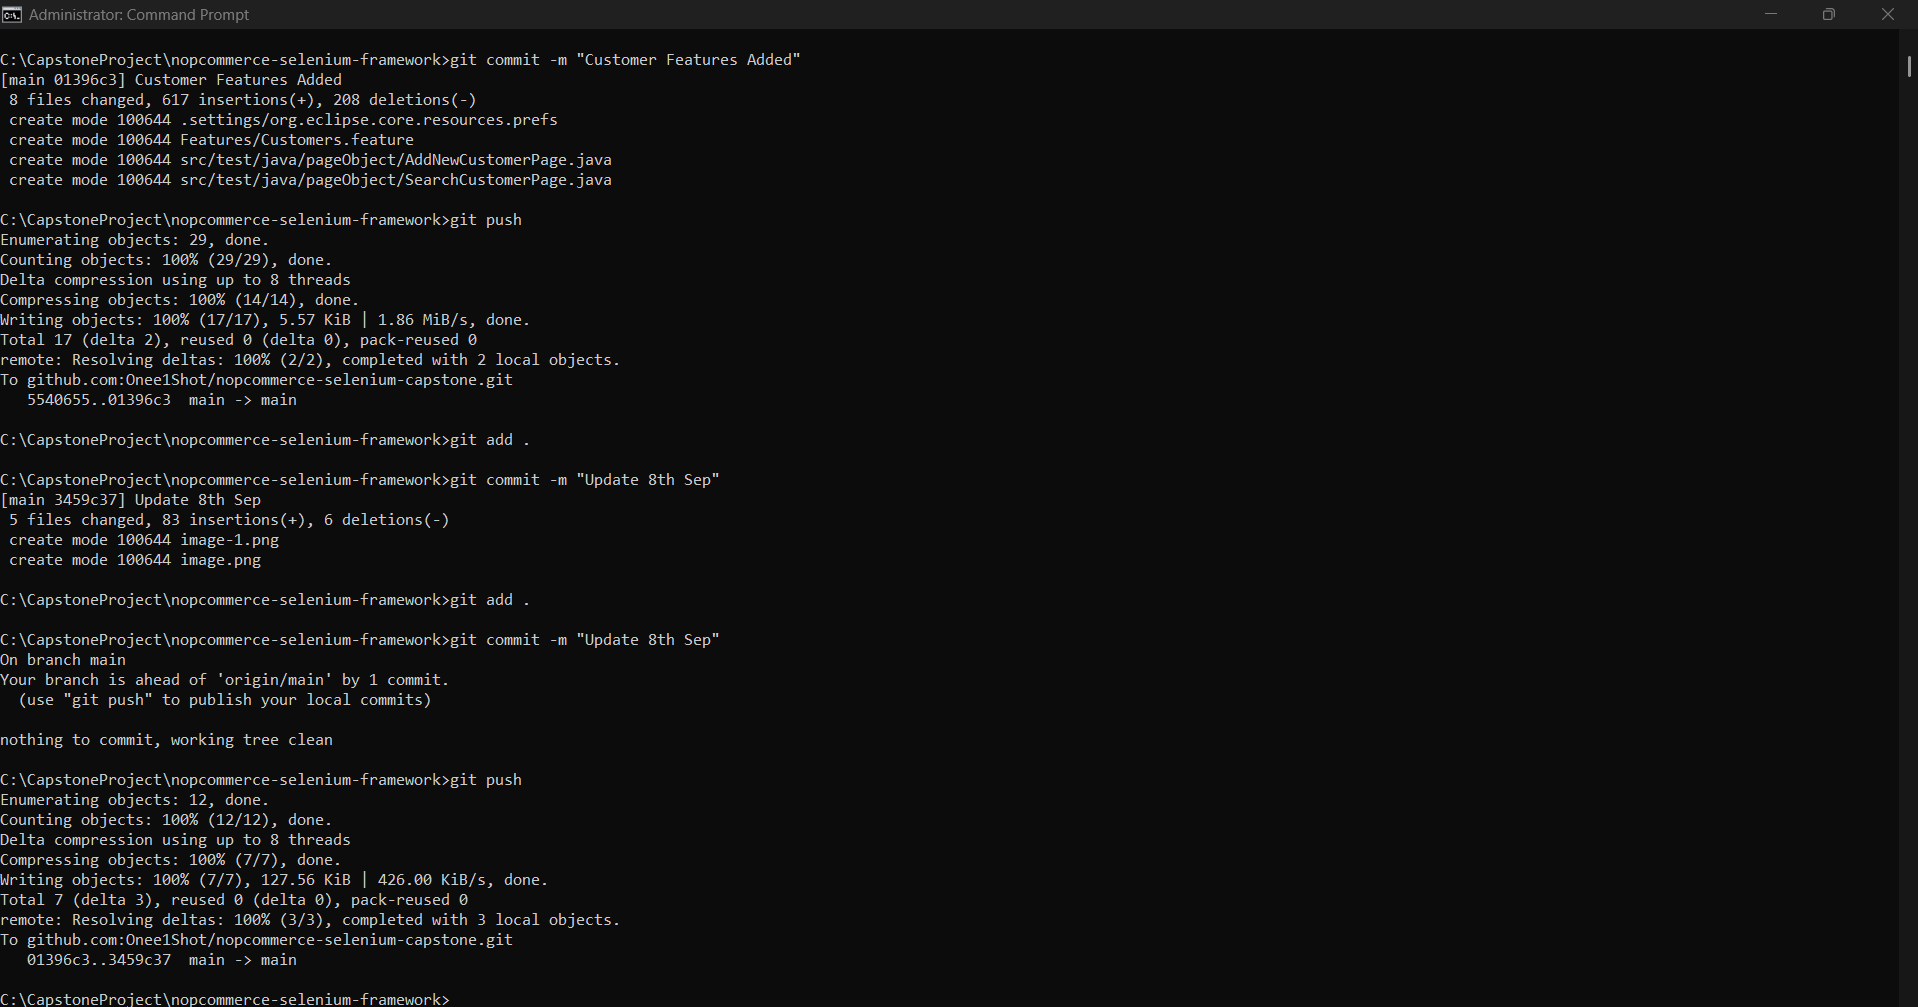 Administrator: Command Prompt
C:\CapstoneProject\nopcommerce-selenium-framework>git commit -m "Customer Features Added"
[main 01396c3] Customer Features Added
 8 files changed, 617 insertions(+), 208 deletions(-)
 create mode 100644 .settings/org.eclipse.core.resources.prefs
 create mode 100644 Features/Customers.feature
 create mode 100644 src/test/java/pageObject/AddNewCustomerPage.java
 create mode 100644 src/test/java/pageObject/SearchCustomerPage.java
C:\CapstoneProject\nopcommerce-selenium-framework>git push
Enumerating objects: 29, done.
Counting objects: 100% (29/29), done.
Delta compression using up to 8 threads
Compressing objects: 100% (14/14), done.
Writing objects: 100% (17/17), 5.57 KiB | 1.86 MiB/s, done.
Total 17 (delta 2), reused 0 (delta 0), pack-reused 0
remote: Resolving deltas: 100% (2/2), completed with 2 local objects.
To github.com:Onee1Shot/nopcommerce-selenium-capstone.git
   5540655..01396c3  main -> main
C:\CapstoneProject\nopcommerce-selenium-framework>git add .
C:\CapstoneProject\nopcommerce-selenium-framework>git commit -m "Update 8th Sep"
[main 3459c37] Update 8th Sep
 5 files changed, 83 insertions(+), 6 deletions(-)
 create mode 100644 image-1.png
 create mode 100644 image.png
C:\CapstoneProject\nopcommerce-selenium-framework>git add .
C:\CapstoneProject\nopcommerce-selenium-framework>git commit -m "Update 8th Sep"
On branch main
Your branch is ahead of 'origin/main' by 1 commit.
  (use "git push" to publish your local commits)
nothing to commit, working tree clean
C:\CapstoneProject\nopcommerce-selenium-framework>git push
Enumerating objects: 12, done.
Counting objects: 100% (12/12), done.
Delta compression using up to 8 threads
Compressing objects: 100% (7/7), done.
Writing objects: 100% (7/7), 127.56 KiB | 426.00 KiB/s, done.
Total 7 (delta 3), reused 0 (delta 0), pack-reused 0
remote: Resolving deltas: 100% (3/3), completed with 3 local objects.
To github.com:Onee1Shot/nopcommerce-selenium-capstone.git
   01396c3..3459c37  main -> main
C:\CapstoneProject\nopcommerce-selenium-framework>